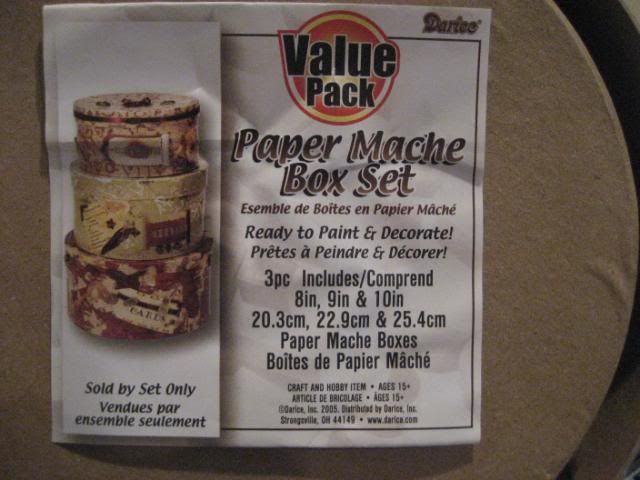 Darice
Value
Pack
Paper Mache
Box Set
Esemble de Boîtes en Papier Mâché
Ready to Paint & Decorate!
Prêtes à Peindre & Décorer!
3pc Includes/Comprend
8in, 9in & 10in
20.3cm, 22.9cm & 25.4cm
Paper Mache Boxes
Boîtes de Papier Mâché
CRAFT AND HOBBY ITEM • AGES 15+
ARTICLE DE BRICOLAGE • ÂGES 15+
©Darice, Inc. 2005. Distributed by Darice, Inc.
Strongsville, OH 44149 • www.darice.com
Sold by Set Only
Vendues par
ensemble seulement